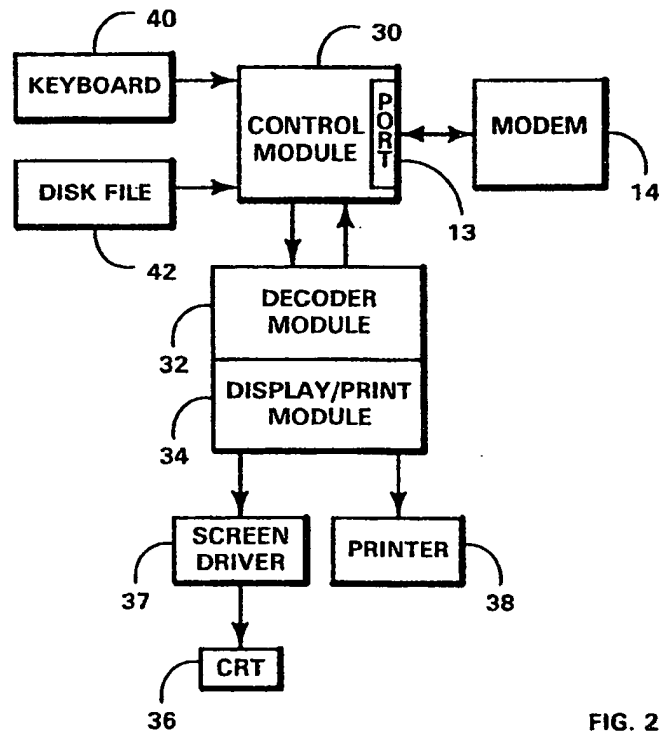 40
KEYBOARD
30
CONTROL
MODULE
PORT
13
MODEM
14
DISK FILE
42
DECODER
MODULE
32
DISPLAY/PRINT
MODULE
34
SCREEN
DRIVER
37
PRINTER
38
CRT
36
FIG. 2